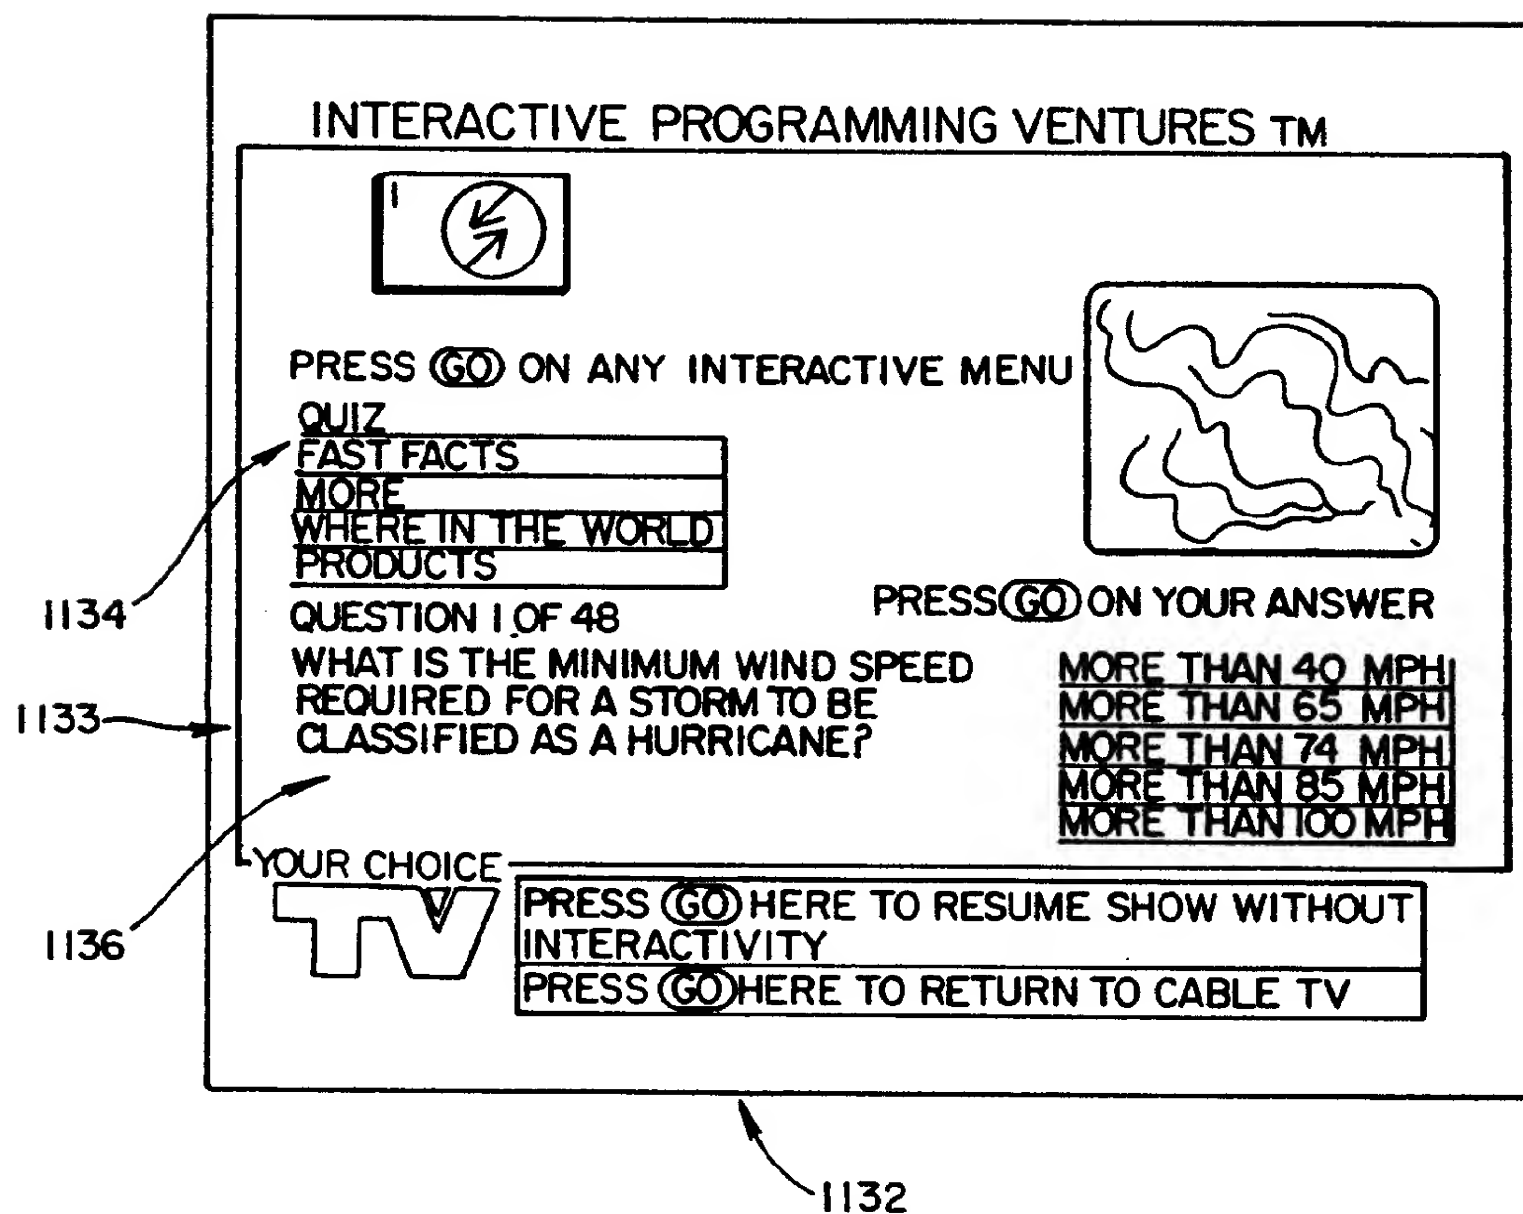 INTERACTIVE PROGRAMMING VENTURES TM
I
PRESS GO ON ANY INTERACTIVE MENU
QUIZ
FAST FACTS
MORE
WHERE IN THE WORLD
PRODUCTS
1134
QUESTION 1 OF 48
PRESS GO ON YOUR ANSWER
WHAT IS THE MINIMUM WIND SPEED
REQUIRED FOR A STORM TO BE
CLASSIFIED AS A HURRICANE?
MORE THAN 40 MPH
MORE THAN 65 MPH
MORE THAN 74 MPH
MORE THAN 85 MPH
MORE THAN 100 MPH
1133
YOUR CHOICE
TV
PRESS GO HERE TO RESUME SHOW WITHOUT
INTERACTIVITY
PRESS GO HERE TO RETURN TO CABLE TV
1136
1132